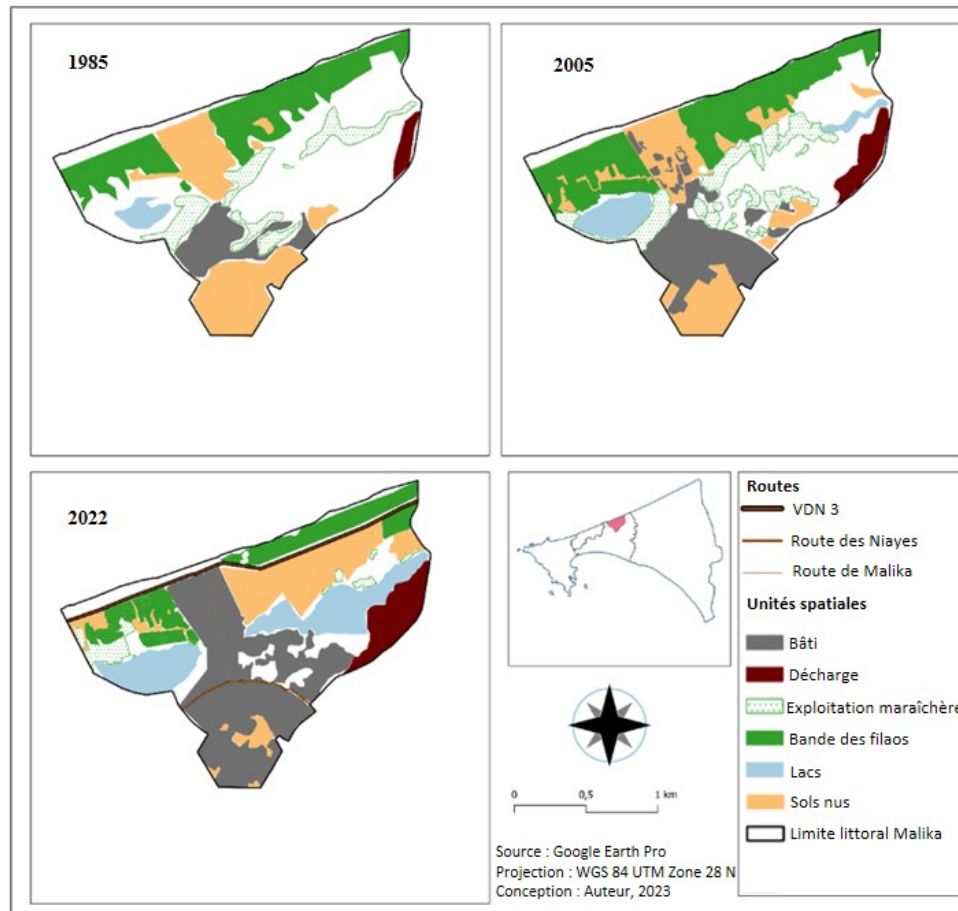 1985
2005
2022
Routes
VDN 3
Route des Niayes
Route de Malika
Unités spatiales
Bâti
Décharge
Exploitation maraîchère
Bande des filaos
Lacs
Sols nus
Limite littoral Malika
0 0,5 1 km
Source : Google Earth Pro
Projection : WGS 84 UTM Zone 28 N
Conception : Auteur, 2023